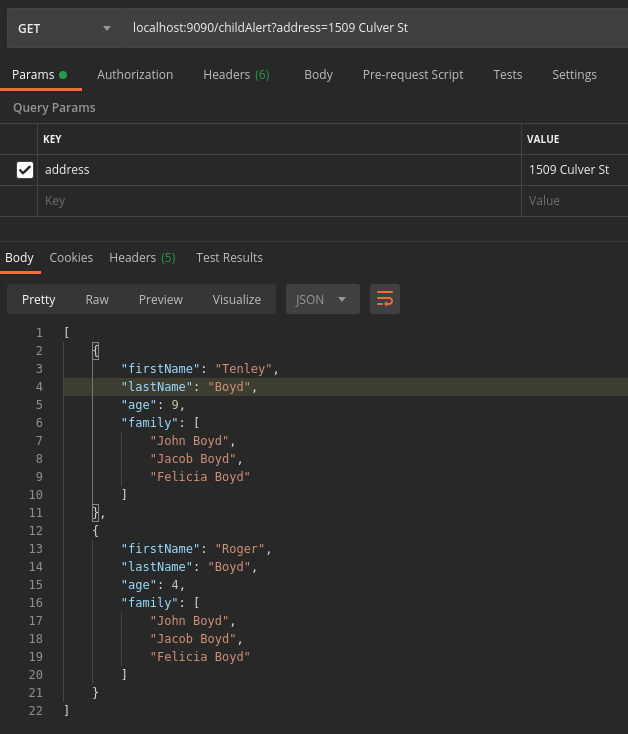 GET localhost:9090/childAlert?address=1509 Culver St
Params Authorization Headers (6) Body Pre-request Script Tests Settings
Query Params
KEY VALUE
address 1509 Culver St
Key Value
Body Cookies Headers (5) Test Results
Pretty Raw Preview Visualize JSON
1 [
2 {
3 "firstName": "Tenley",
4 "lastName": "Boyd",
5 "age": 9,
6 "family": [
7 "John Boyd",
8 "Jacob Boyd",
9 "Felicia Boyd"
10 ]
11 },
12 {
13 "firstName": "Roger",
14 "lastName": "Boyd",
15 "age": 4,
16 "family": [
17 "John Boyd",
18 "Jacob Boyd",
19 "Felicia Boyd"
20 ]
21 }
22 ]